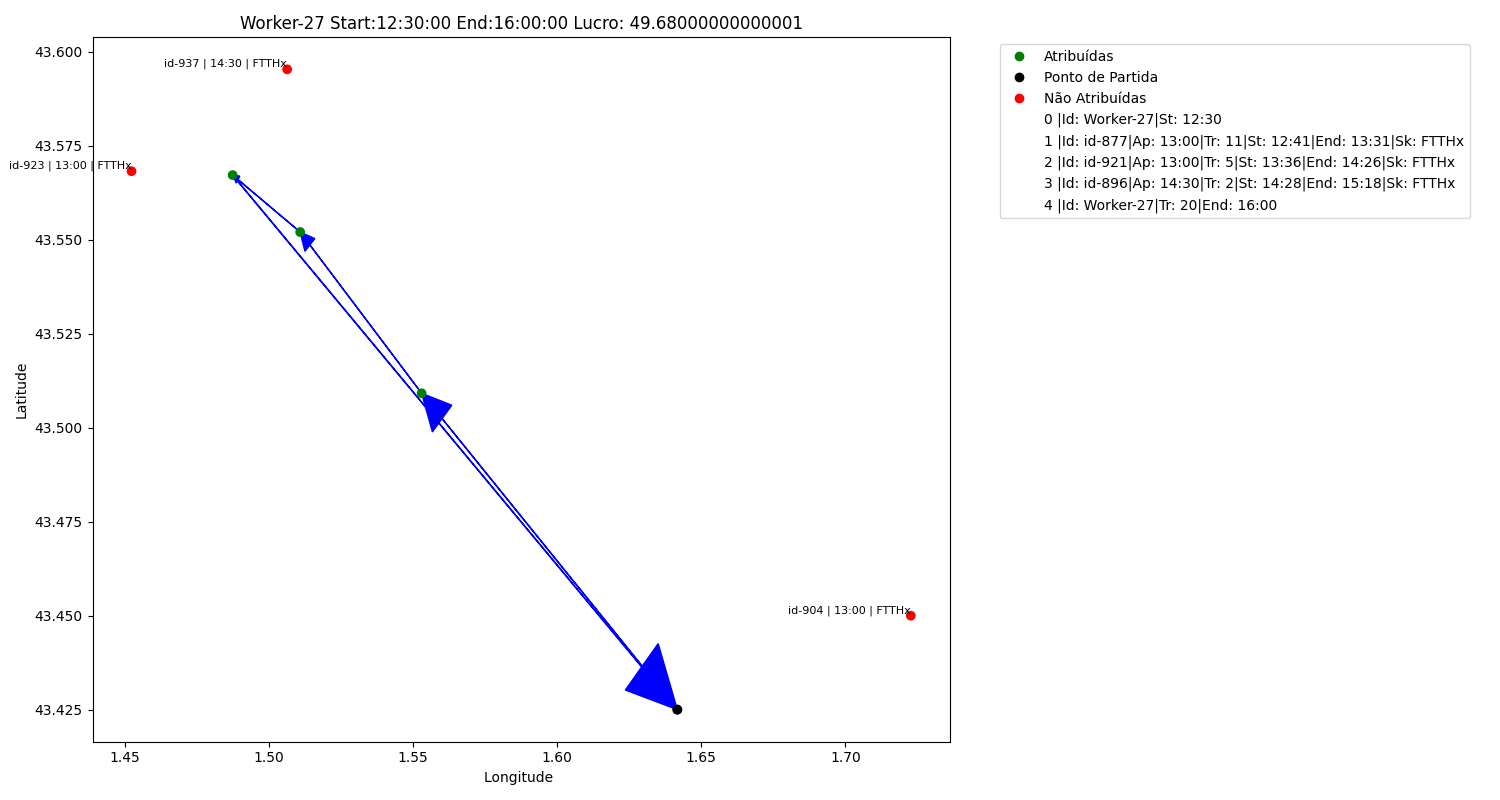 Worker-27 Start:12:30:00 End:16:00:00 Lucro: 49.68000000000001
43.600
43.575
43.550
43.525
43.500
43.475
43.450
43.425
Latitude
id-937 | 14:30 | FTTHx
id-923 | 13:00 | FTTHx
id-904 | 13:00 | FTTHx
1.45
1.50
1.55
1.60
1.65
1.70
Longitude
Atribuídas
Ponto de Partida
Não Atribuídas
0 |Id: Worker-27|St: 12:30
1 |Id: id-877|Ap: 13:00|Tr: 11|St: 12:41|End: 13:31|Sk: FTTHx
2 |Id: id-921|Ap: 13:00|Tr: 5|St: 13:36|End: 14:26|Sk: FTTHx
3 |Id: id-896|Ap: 14:30|Tr: 2|St: 14:28|End: 15:18|Sk: FTTHx
4 |Id: Worker-27|Tr: 20|End: 16:00